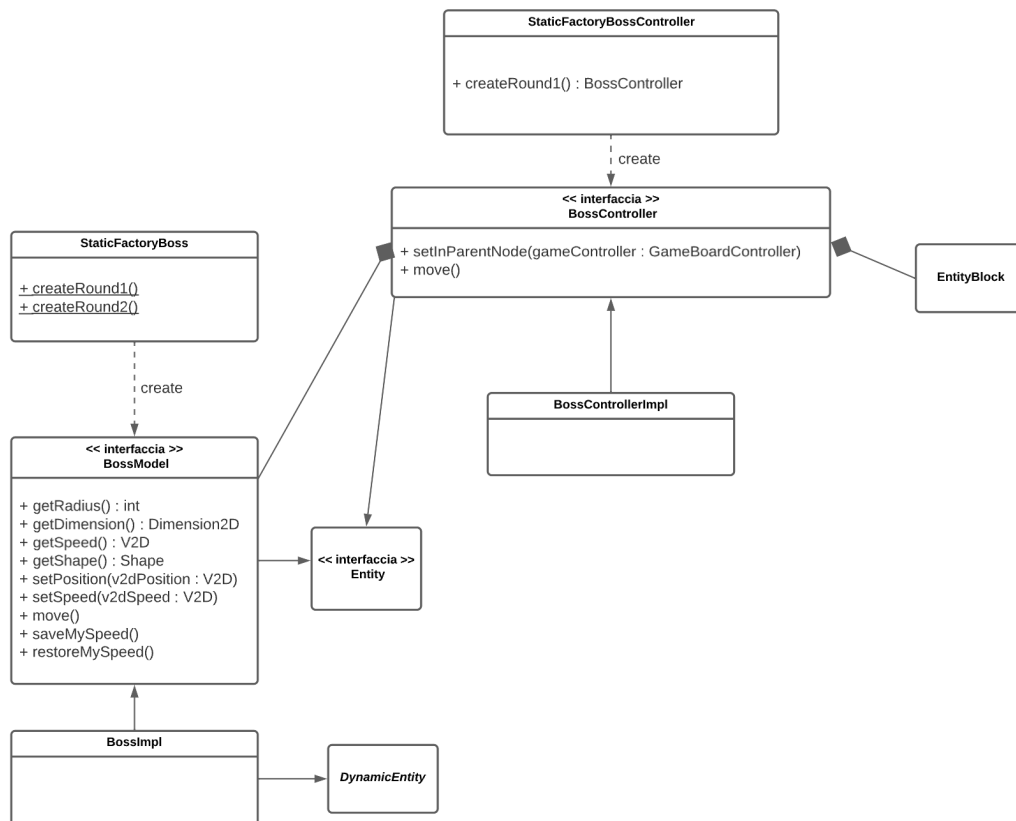 StaticFactoryBossController
+ createRound1() : BossController
create
<< interfaccia >>
BossController
+ setInParentNode(gameController : GameBoardController)
+ move()
StaticFactoryBoss
+ createRound1()
+ createRound2()
create
EntityBlock
BossControllerImpl
<< interfaccia >>
BossModel
+ getRadius() : int
+ getDimension() : Dimension2D
+ getSpeed() : V2D
+ getShape() : Shape
+ setPosition(v2dPosition : V2D)
+ setSpeed(v2dSpeed : V2D)
+ move()
+ saveMySpeed()
+ restoreMySpeed()
<< interfaccia >>
Entity
BossImpl
DynamicEntity